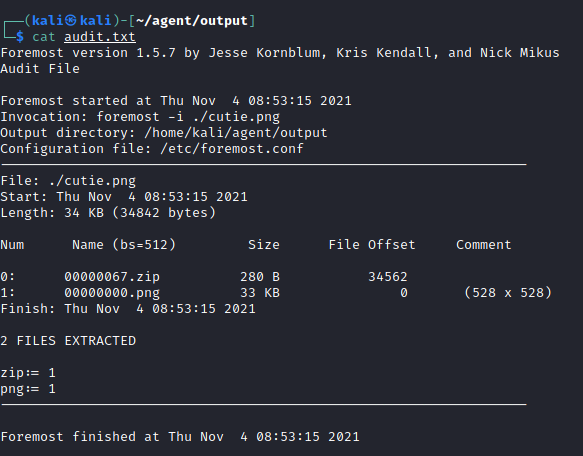 (kali㉿kali)-[~/agent/output]
$ cat audit.txt
Foremost version 1.5.7 by Jesse Kornblum, Kris Kendall, and Nick Mikus
Audit File
Foremost started at Thu Nov  4 08:53:15 2021
Invocation: foremost -i ./cutie.png
Output directory: /home/kali/agent/output
Configuration file: /etc/foremost.conf
------------------------------------------------------------------
File: ./cutie.png
Start: Thu Nov  4 08:53:15 2021
Length: 34 KB (34842 bytes)
Num      Name (bs=512)         Size      File Offset     Comment
0:      00000067.zip          280 B           34562
1:      00000000.png          33 KB               0       (528 x 528)
Finish: Thu Nov  4 08:53:15 2021
2 FILES EXTRACTED
zip:= 1
png:= 1
------------------------------------------------------------------
Foremost finished at Thu Nov  4 08:53:15 2021